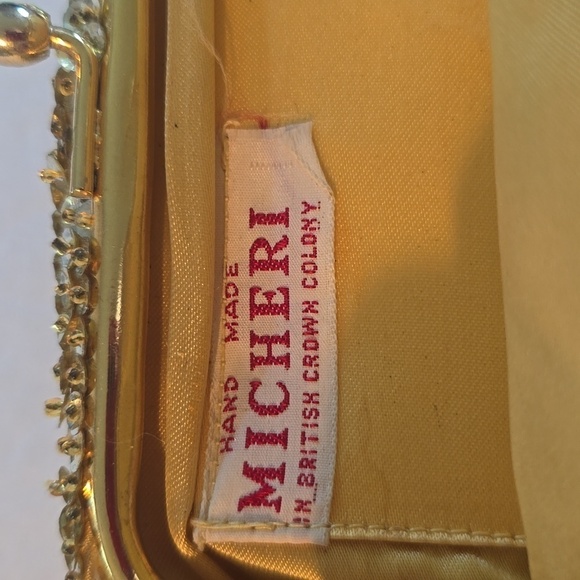 HAND MADE
MICHERI
IN BRITISH CROWN COLONY